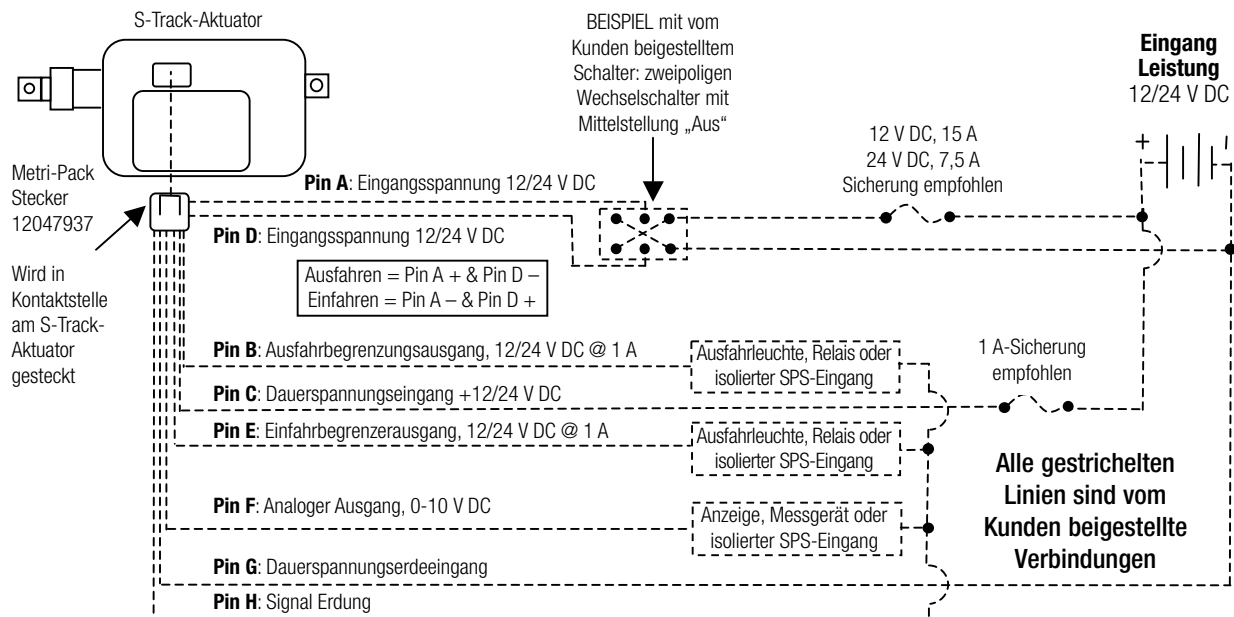 S-Track-Aktuator
BEISPIEL mit vom
Kunden beigestelltem
Schalter: zweipoligen
Wechselschalter mit
Mittelstellung „Aus“
Eingang
Leistung
12/24 V DC
+
-
12 V DC, 15 A
24 V DC, 7,5 A
Sicherung empfohlen
Metri-Pack
Stecker
12047937
Pin A: Eingangsspannung 12/24 V DC
Pin D: Eingangsspannung 12/24 V DC
Ausfahren = Pin A + & Pin D –
Einfahren = Pin A – & Pin D +
Wird in
Kontaktstelle
am S-Track-
Aktuator
gesteckt
Pin B: Ausfahrbegrenzungsausgang, 12/24 V DC @ 1 A
Ausfahrleuchte, Relais oder
isolierter SPS-Eingang
1 A-Sicherung
empfohlen
Pin C: Dauerspannungseingang +12/24 V DC
Pin E: Einfahrbegrenzerausgang, 12/24 V DC @ 1 A
Ausfahrleuchte, Relais oder
isolierter SPS-Eingang
Alle gestrichelten
Linien sind vom
Kunden beigestellte
Verbindungen
Pin F: Analoger Ausgang, 0-10 V DC
Anzeige, Messgerät oder
isolierter SPS-Eingang
Pin G: Dauerspannungserdeeingang
Pin H: Signal Erdung